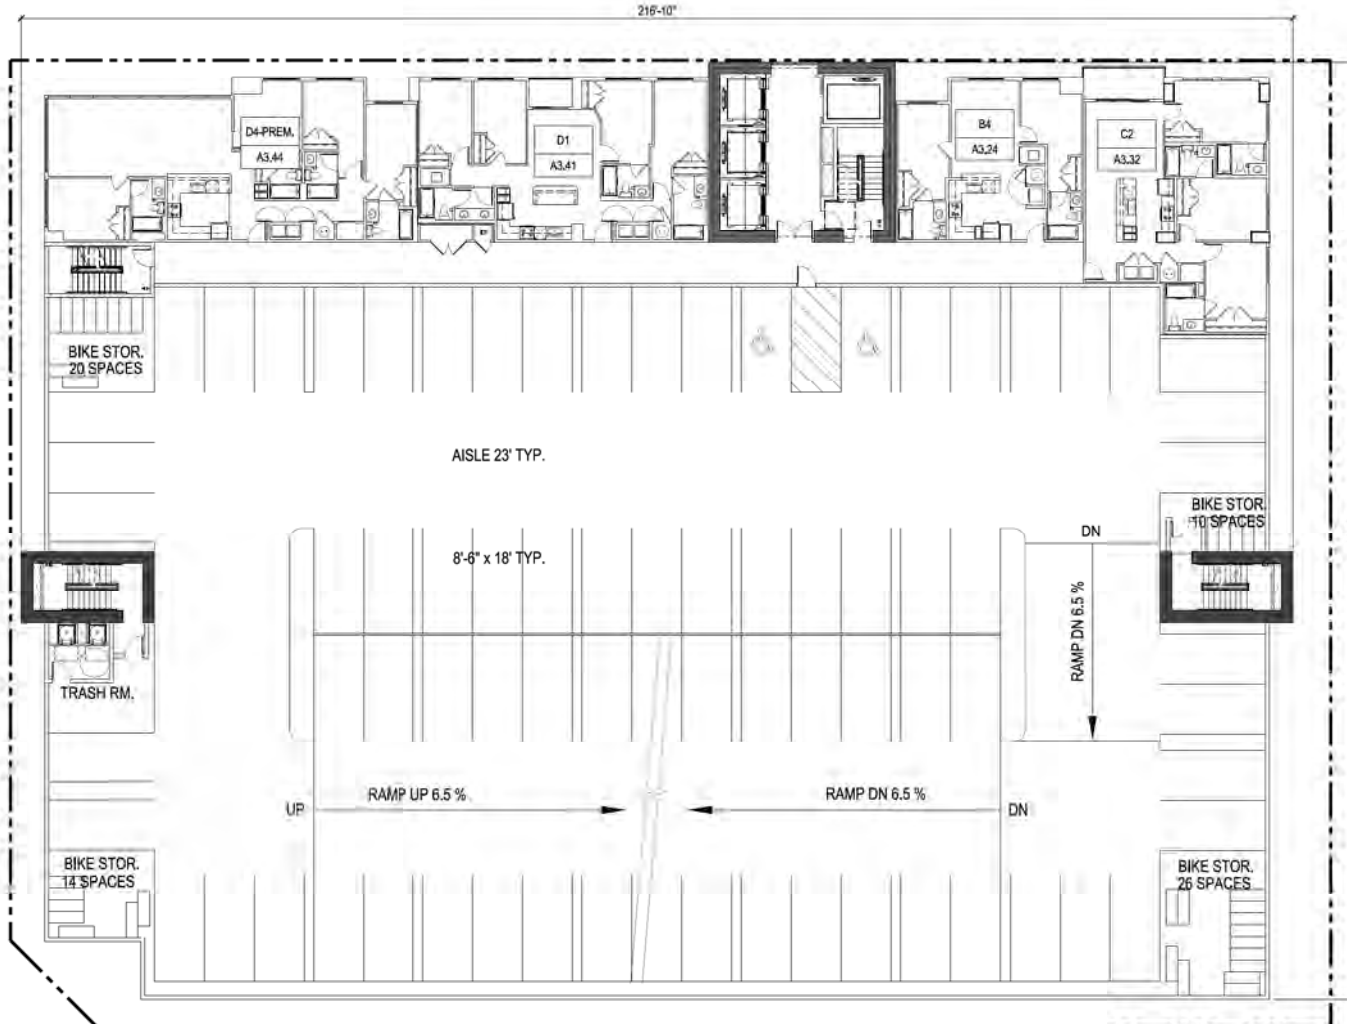 216'-10"
D4-PREM.
A3.44
D1
A3.41
B4
A3.24
C2
A3.32
BIKE STOR.
20 SPACES
AISLE 23' TYP.
8'-6" x 18' TYP.
BIKE STOR.
10 SPACES
DN
RAMP DN 6.5 %
TRASH RM.
RAMP UP 6.5 %
RAMP DN 6.5 %
UP
DN
BIKE STOR.
14 SPACES
BIKE STOR.
26 SPACES